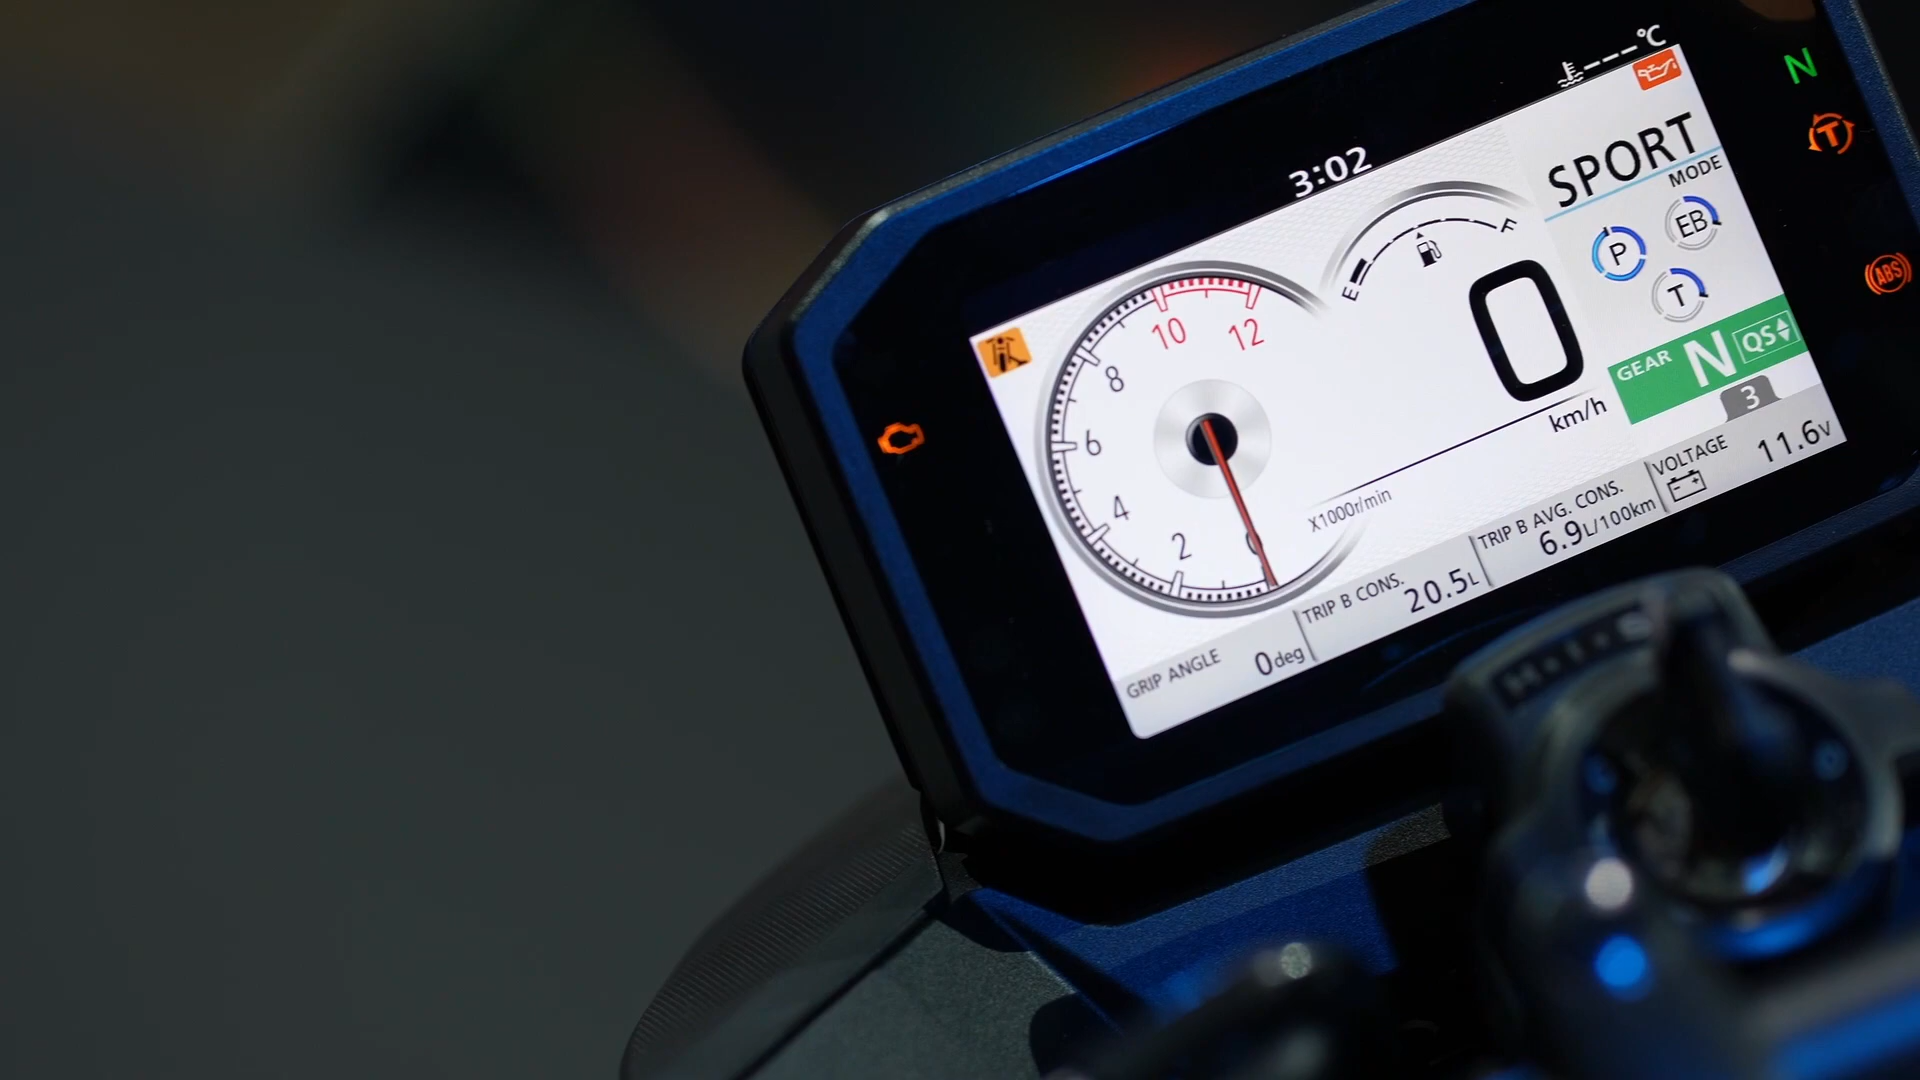 ----°C
N
T
ABS
3:02
SPORT
MODE
P
EB
T
E
F
0
km/h
GEAR N QS
3
12
10
8
6
4
2
0
X1000r/min
GRIP ANGLE
0deg
TRIP B CONS.
20.5L
TRIP B AVG. CONS.
6.9L/100km
VOLTAGE
11.6V